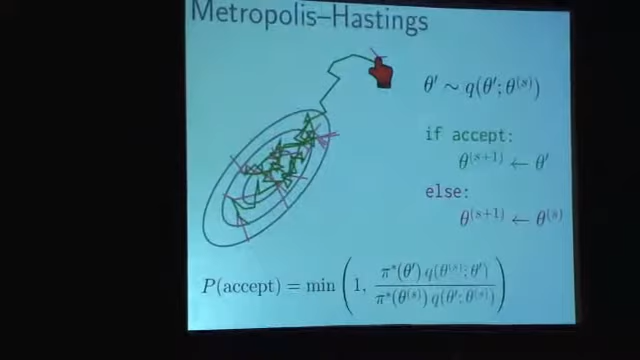 Metropolis–Hastings
θ′ ∼ q(θ′; θ⁽ˢ⁾)
if accept:
θ⁽ˢ⁺¹⁾ ← θ′
else:
θ⁽ˢ⁺¹⁾ ← θ⁽ˢ⁾
P(accept) = min(1, π*(θ′) q(θ⁽ˢ⁾; θ′) / π*(θ⁽ˢ⁾) q(θ′; θ⁽ˢ⁾))